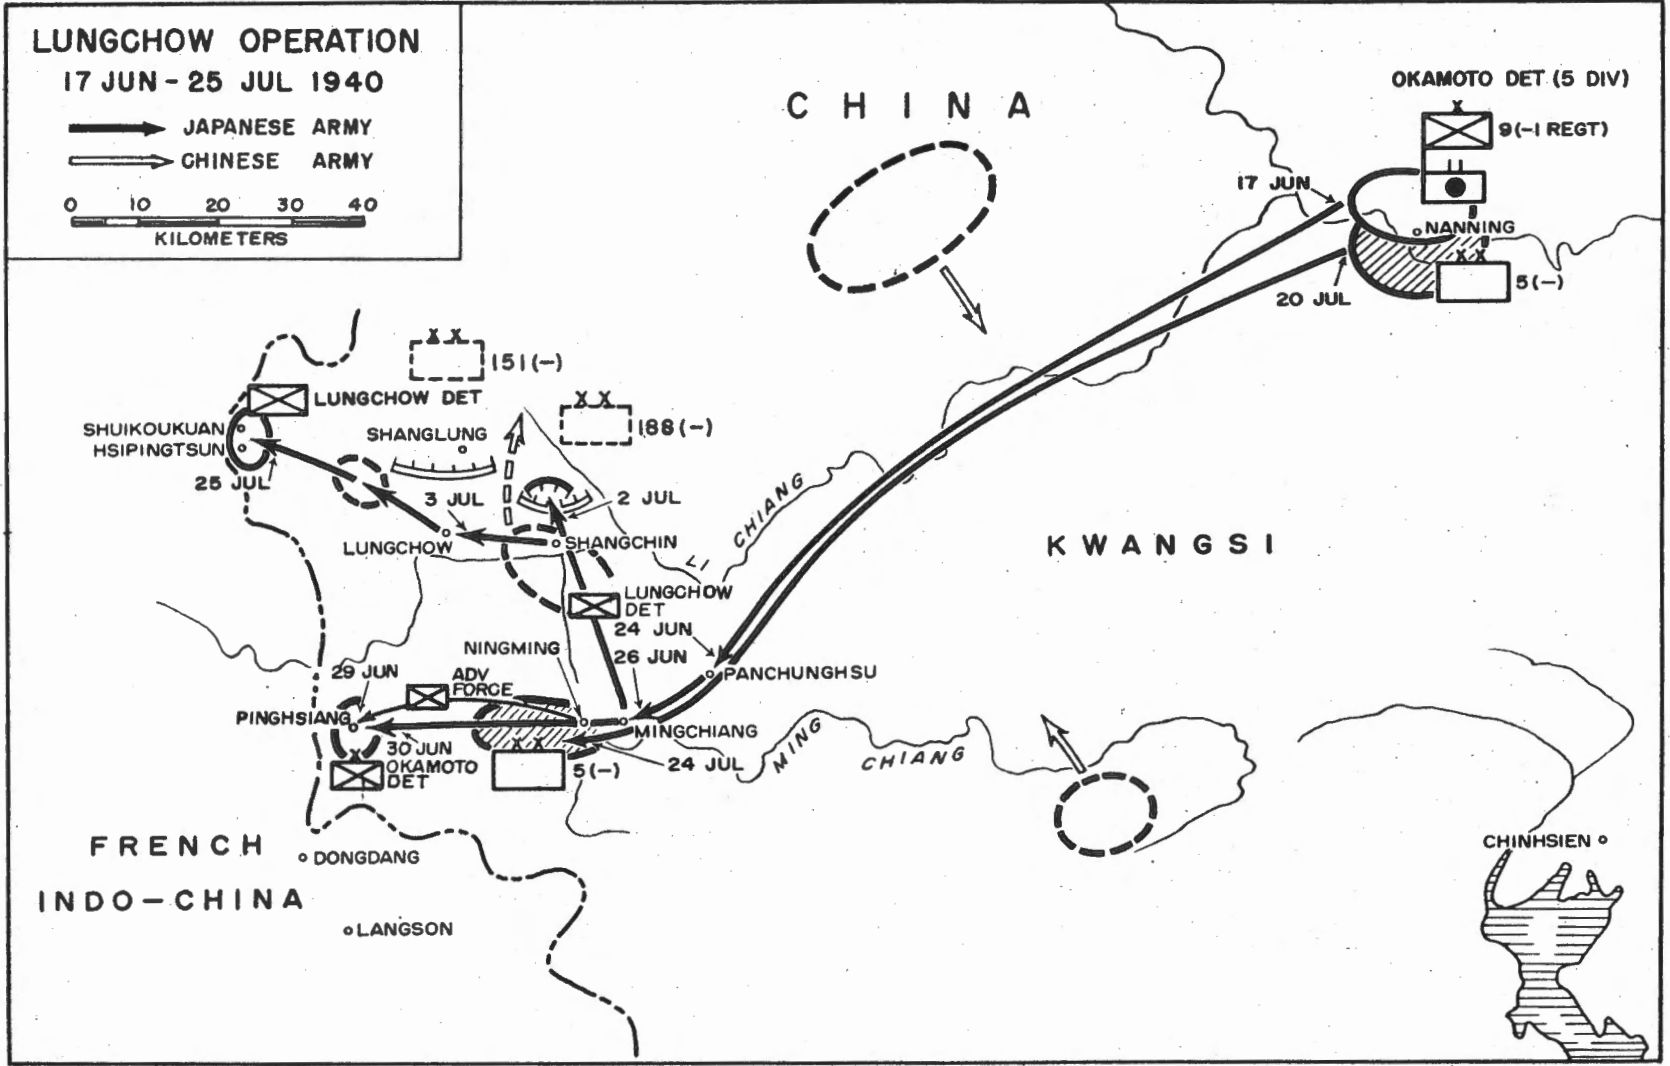 LUNGCHOW OPERATION
17 JUN - 25 JUL 1940
JAPANESE ARMY
CHINESE ARMY
0 10 20 30 40
KILOMETERS
CHINA
OKAMOTO DET (5 DIV)
9(-1 REGT)
17 JUN
NANNING
20 JUL
5(-)
151(-)
LUNGCHOW DET
188(-)
SHUIKOUKUAN
HSIPINGTSUN
SHANGLUNG
25 JUL
3 JUL
2 JUL
LUNGCHOW
SHANGCHIN
LI CHIANG
KWANGSI
LUNGCHOW
DET
24 JUN
NINGMING
26 JUN
PANCHUNGHSU
29 JUN
ADV
FORCE
PINGHSIANG
MINGCHIANG
30 JUN
OKAMOTO
DET
5(-)
24 JUL
MING CHIANG
CHINHSIEN
FRENCH
INDO-CHINA
DONGDANG
LANGSON